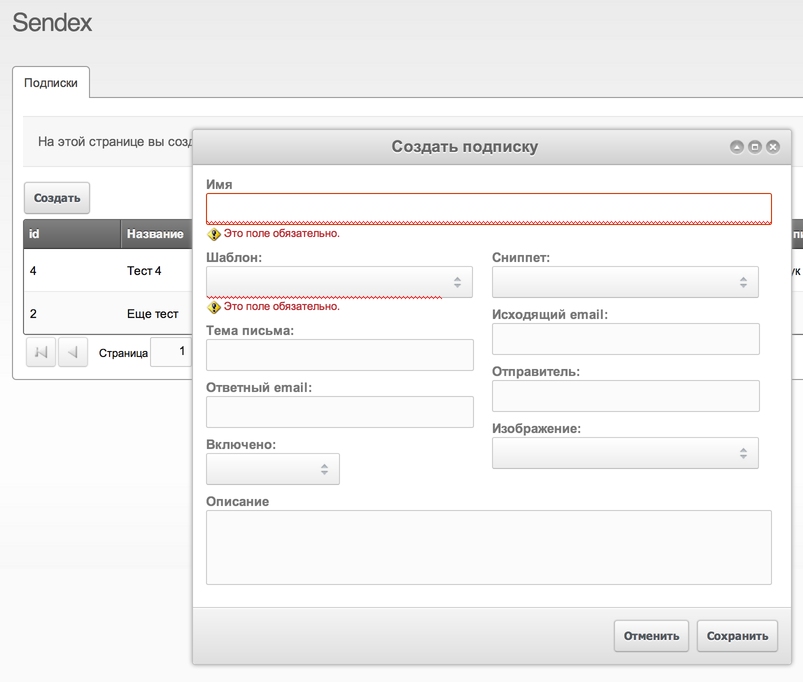 Sendex
Подписки
На этой странице вы созд
Создать подписку
Создать
id Название
4 Тест 4
2 Еще тест
Страница 1
Имя
Это поле обязательно.
Шаблон: Сниппет:
Это поле обязательно.
Исходящий email:
Тема письма:
Отправитель:
Ответный email:
Изображение:
Включено:
Описание
Отменить Сохранить